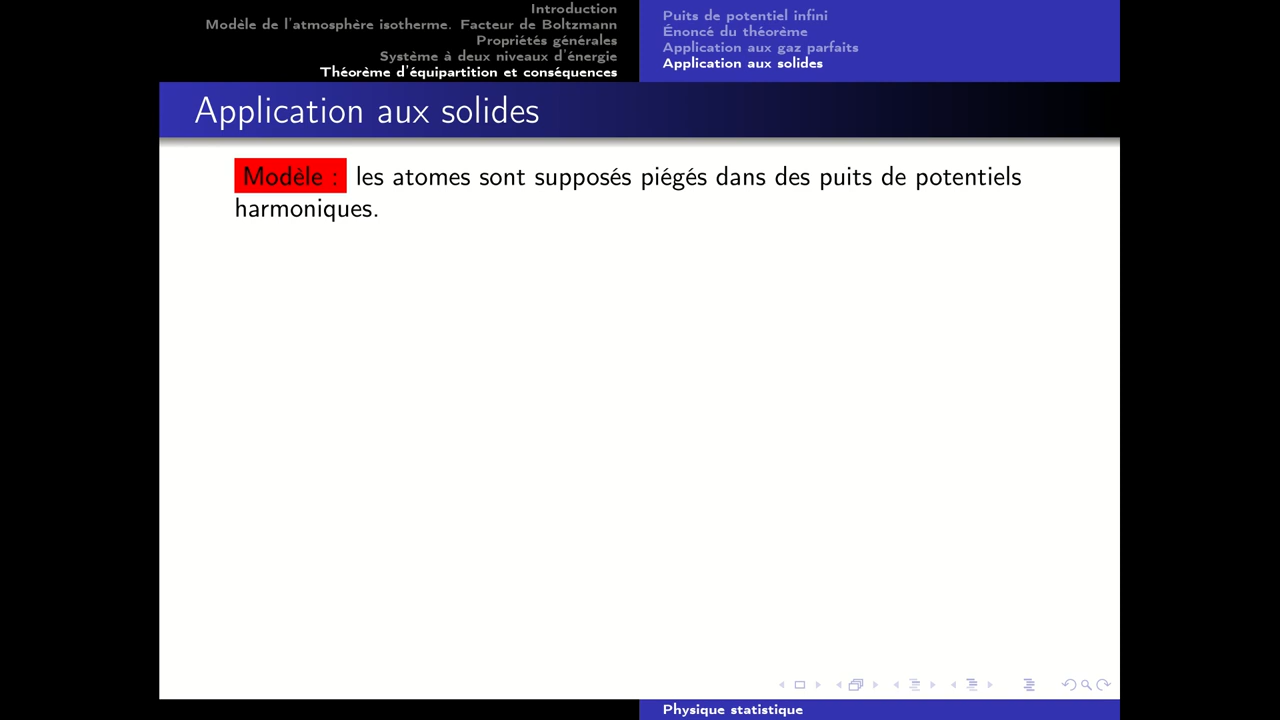 Introduction
Modèle de l'atmosphère isotherme. Facteur de Boltzmann
Propriétés générales
Système à deux niveaux d'énergie
Théorème d'équipartition et conséquences
Puits de potentiel infini
Énoncé du théorème
Application aux gaz parfaits
Application aux solides
Application aux solides
Modèle : les atomes sont supposés piégés dans des puits de potentiels
harmoniques.
Physique statistique